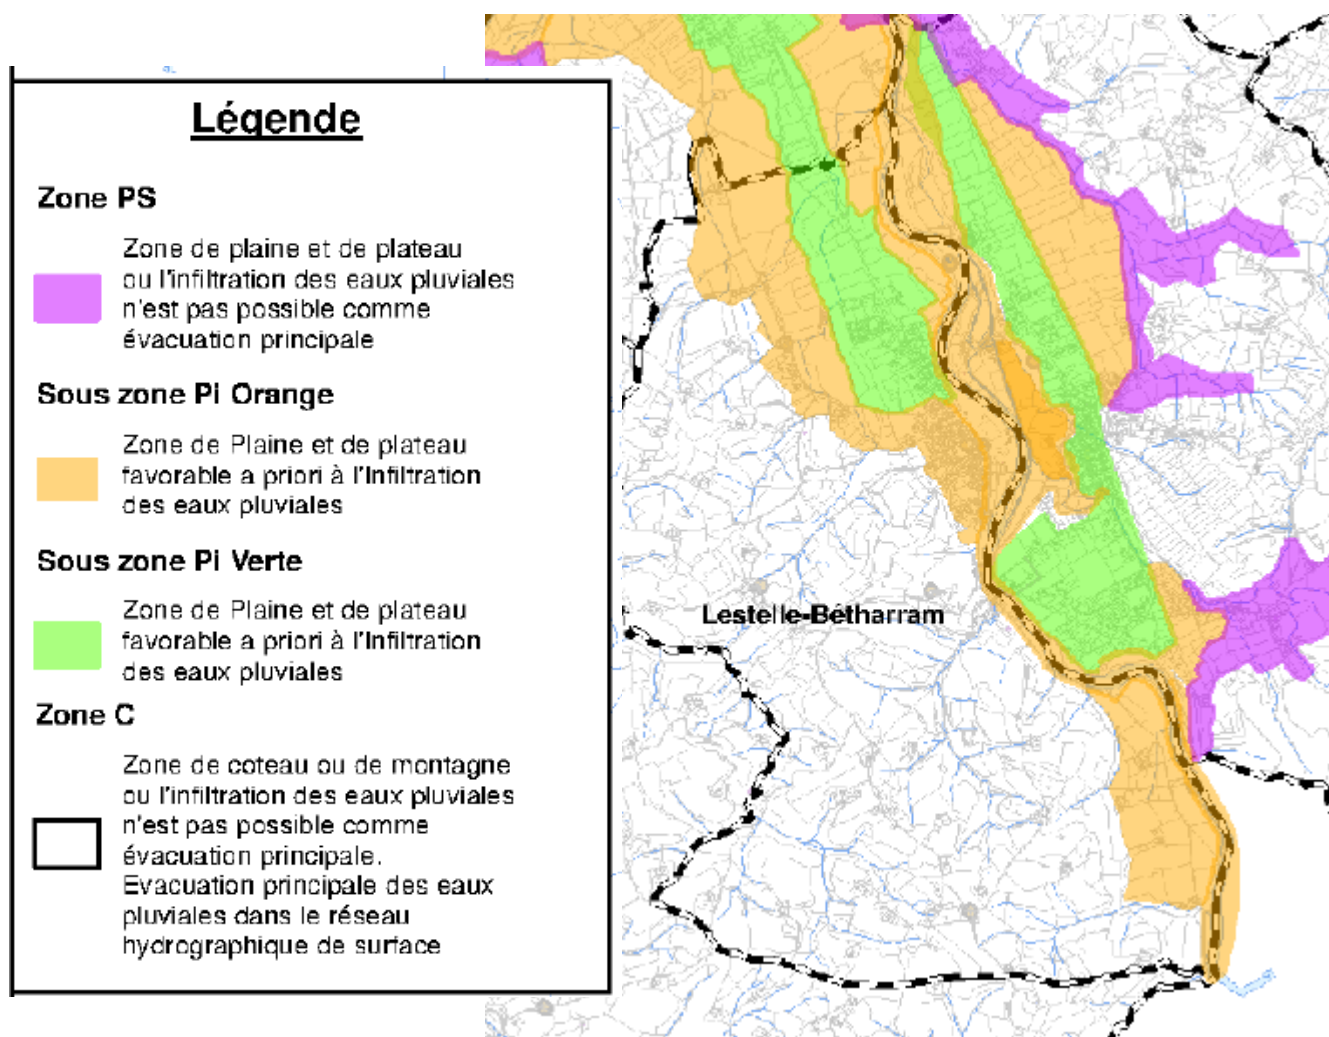 Légende
Zone PS
Zone de plaine et de plateau
ou l'infiltration des eaux pluviales
n'est pas possible comme
évacuation principale
Sous zone Pi Orange
Zone de Plaine et de plateau
favorable a priori à l'Infiltration
des eaux pluviales
Sous zone Pi Verte
Zone de Plaine et de plateau
favorable a priori à l'Infiltration
des eaux pluviales
Zone C
Zone de coteau ou de montagne
ou l'infiltration des eaux pluviales
n'est pas possible comme
évacuation principale.
Evacuation principale des eaux
pluviales dans le réseau
hydrographique de surface
Lestelle-Bétharram